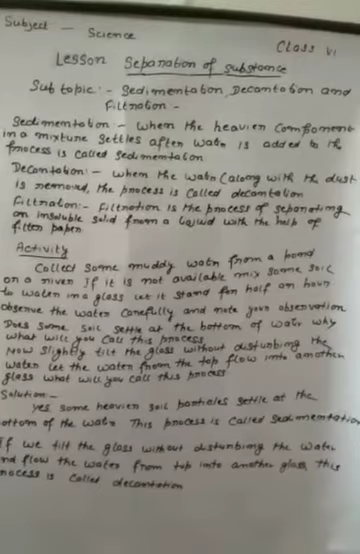 Subject — Science
Class VI
Lesson Separation of substance
Sub topic :- Sedimentation, Decantation and
Filtration -
Sedimentation :- When the heavier component
in a mixture settles after water is added to the
process is called sedimentation
Decantation :- When the water (along with the dust
is removed, the process is called decantation
Filtration :- Filtration is the process of separating
an insoluble solid from a liquid with the help of
filter paper.
Activity
Collect some muddy water from a pond
on a river if it is not available mix some soil
to water in a glass let it stand for half an hour
observe the water carefully and note your observation
Does some soil settle at the bottom of water why
what will you call this process
Now slightly tilt the glass without disturbing the
water let the water from the top flow into another
glass what will you call this process
Solution :-
Yes, some heavier soil particles settle at the
bottom of the water This process is called sedimentation
If we tilt the glass without disturbing the water
and flow the water from top into another glass, this
process is called decantation